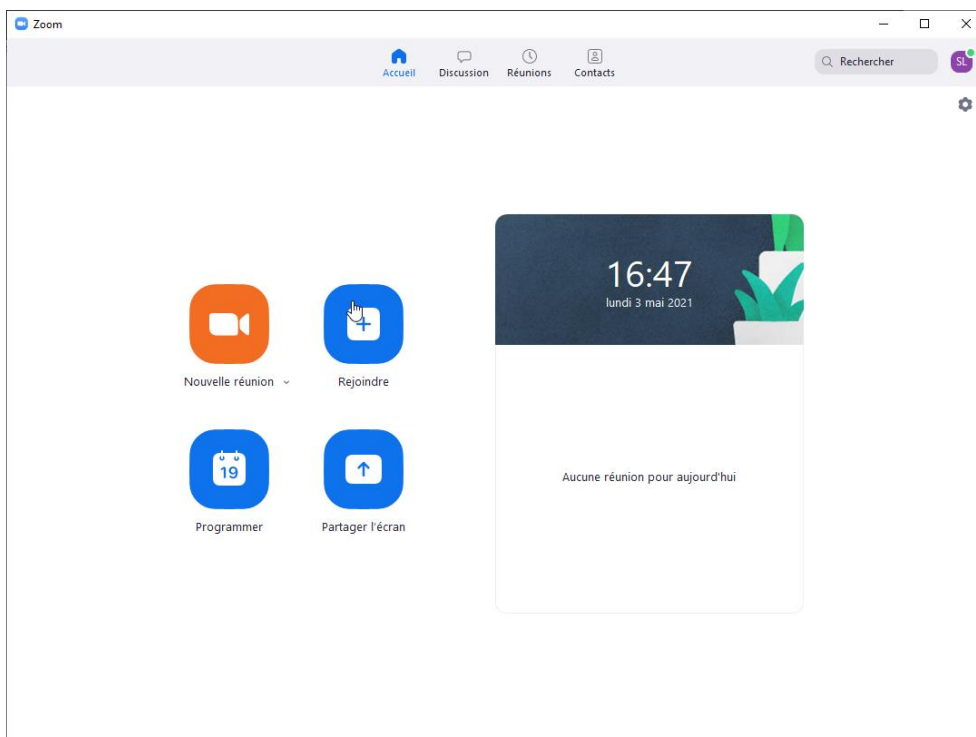 Zoom
Accueil
Discussion
Réunions
Contacts
Rechercher
SL
16:47
lundi 3 mai 2021
Nouvelle réunion
Rejoindre
19
Programmer
Partager l'écran
Aucune réunion pour aujourd'hui